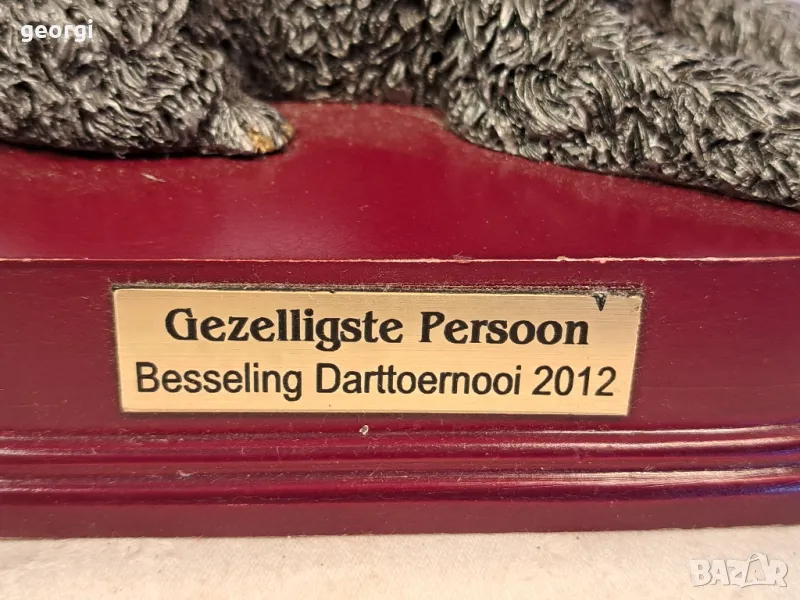 georgi
Gezelligste Persoon
Besseling Darttoernooi 2012
BAZAR